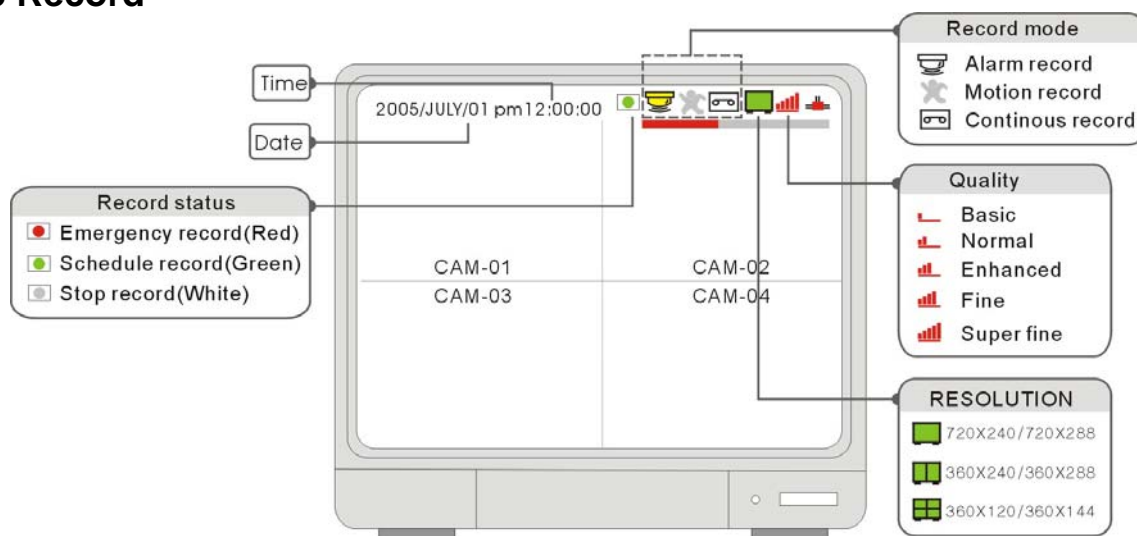 Record
Record mode
Alarm record
Motion record
Continous record
Time
2005/JULY/01 pm12:00:00
Date
Record status
Emergency record(Red)
Schedule record(Green)
Stop record(White)
Quality
Basic
Normal
Enhanced
Fine
Super fine
CAM-01 CAM-02
CAM-03 CAM-04
RESOLUTION
720X240/720X288
360X240/360X288
360X120/360X144